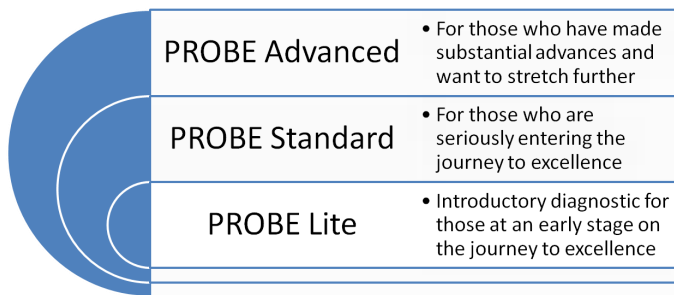 PROBE Advanced
• For those who have made
substantial advances and
want to stretch further
PROBE Standard
• For those who are
seriously entering the
journey to excellence
PROBE Lite
• Introductory diagnostic for
those at an early stage on
the journey to excellence